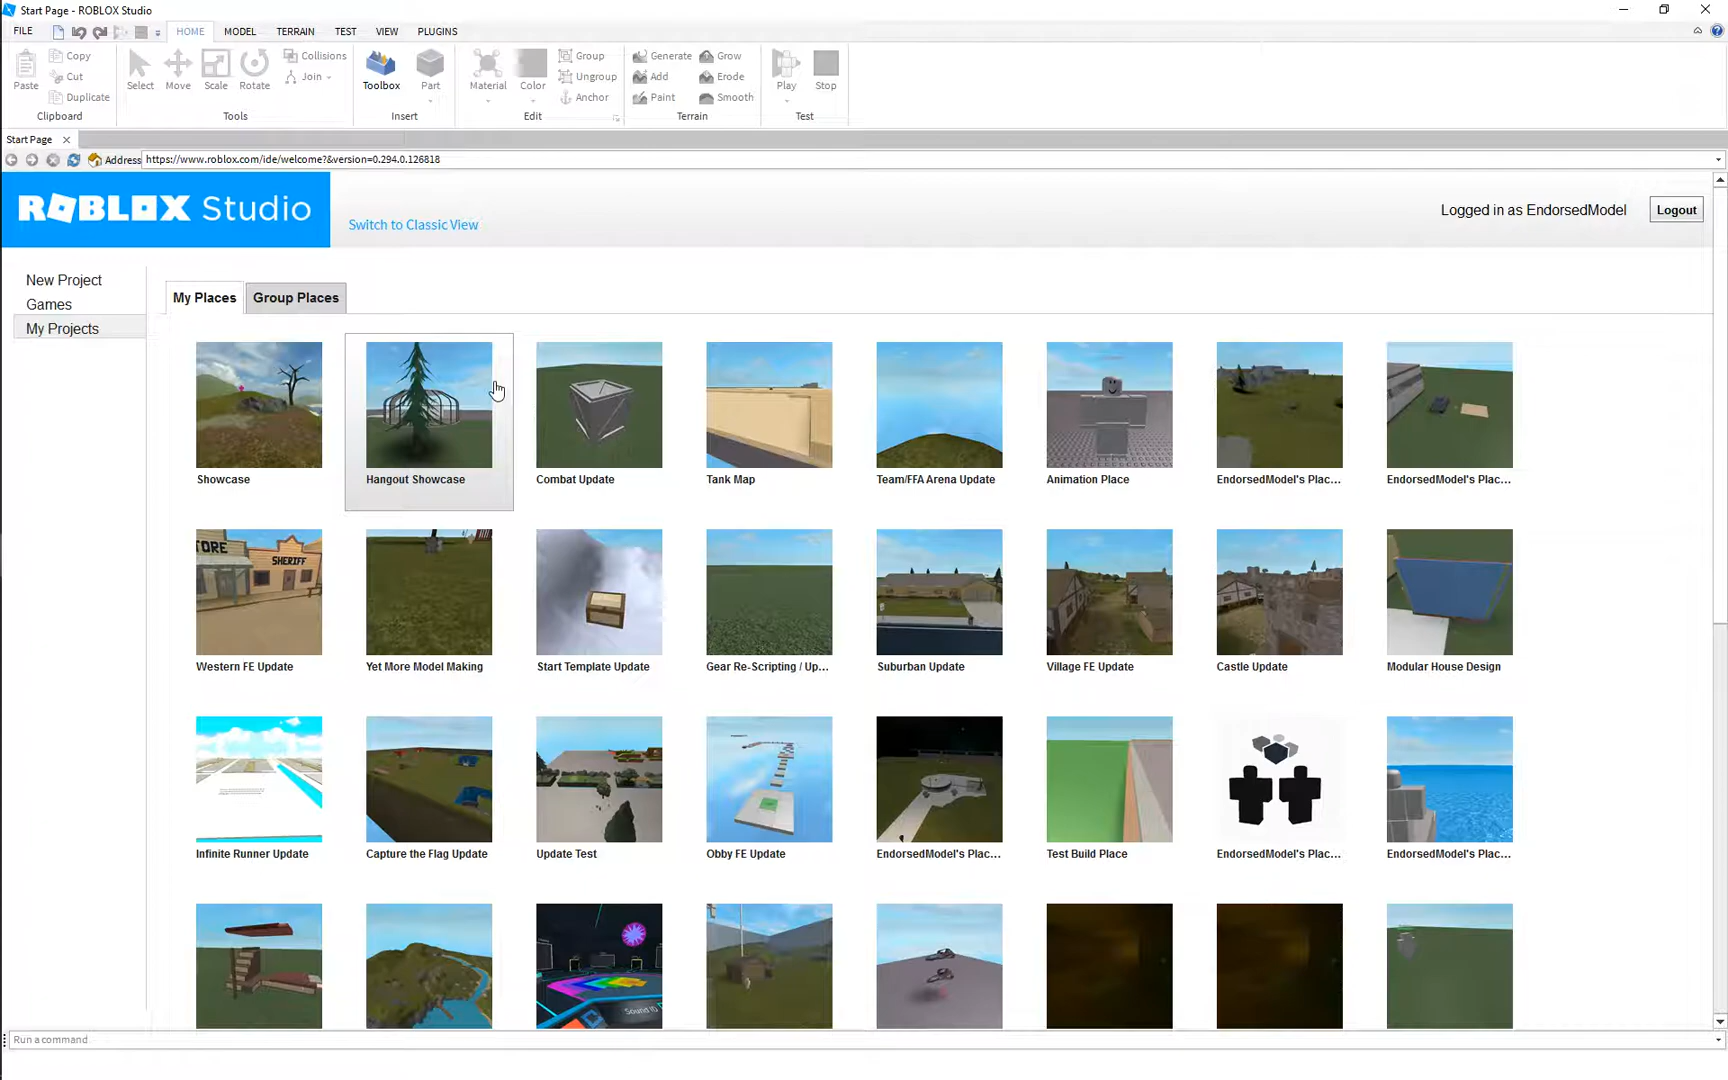 Start Page - ROBLOX Studio
FILE HOME MODEL TERRAIN TEST VIEW PLUGINS
Paste Copy Cut Duplicate Clipboard
Select Move Scale Rotate Collisions Join Tools
Toolbox Part Insert
Material Color Group Ungroup Anchor Edit
Generate Add Paint Grow Erode Smooth Terrain
Play Stop Test
Start Page
Address https://www.roblox.com/ide/welcome?&version=0.294.0.126818
ROBLOX Studio
Switch to Classic View
Logged in as EndorsedModel Logout
New Project
Games
My Projects
My Places Group Places
Showcase Hangout Showcase Combat Update Tank Map Team/FFA Arena Update Animation Place EndorsedModel's Plac... EndorsedModel's Plac...
TORE SHERIFF
Western FE Update Yet More Model Making Start Template Update Gear Re-Scripting / Up... Suburban Update Village FE Update Castle Update Modular House Design
Infinite Runner Update Capture the Flag Update Update Test Obby FE Update EndorsedModel's Plac... Test Build Place EndorsedModel's Plac... EndorsedModel's Plac...
Sound ID
Run a command